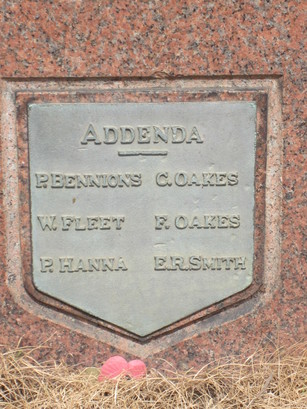 ADDENDA
P. BENNIONS C. OAKES
W. FLEET F. OAKES
P. HANNA E.R. SMITH